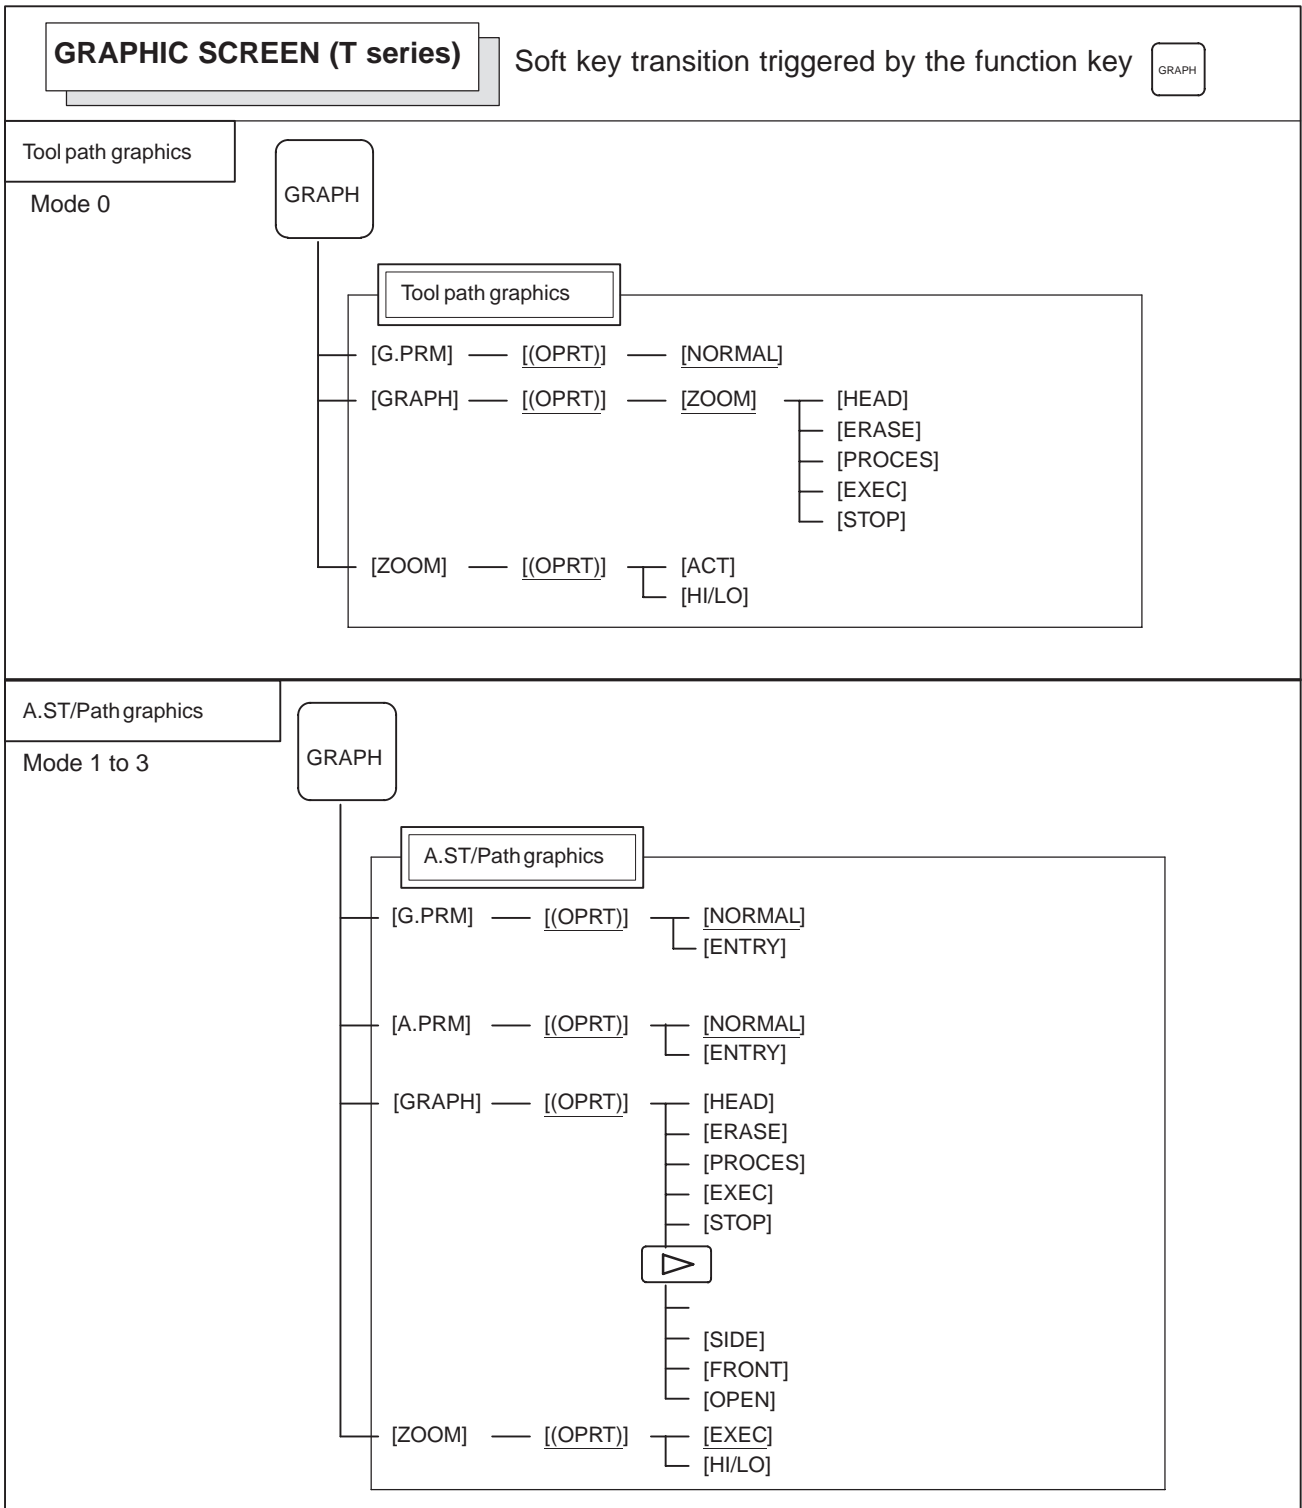 GRAPHIC SCREEN (T series) Soft key transition triggered by the function key GRAPH
Tool path graphics
Mode 0
GRAPH
Tool path graphics
[G.PRM] [(OPRT)] [NORMAL]
[GRAPH] [(OPRT)] [ZOOM] [HEAD]
[ERASE]
[PROCES]
[EXEC]
[STOP]
[ZOOM] [(OPRT)] [ACT]
[HI/LO]
A.ST/Path graphics
Mode 1 to 3
GRAPH
A.ST/Path graphics
[G.PRM] [(OPRT)] [NORMAL]
[ENTRY]
[A.PRM] [(OPRT)] [NORMAL]
[ENTRY]
[GRAPH] [(OPRT)] [HEAD]
[ERASE]
[PROCES]
[EXEC]
[STOP]
[SIDE]
[FRONT]
[OPEN]
[ZOOM] [(OPRT)] [EXEC]
[HI/LO]